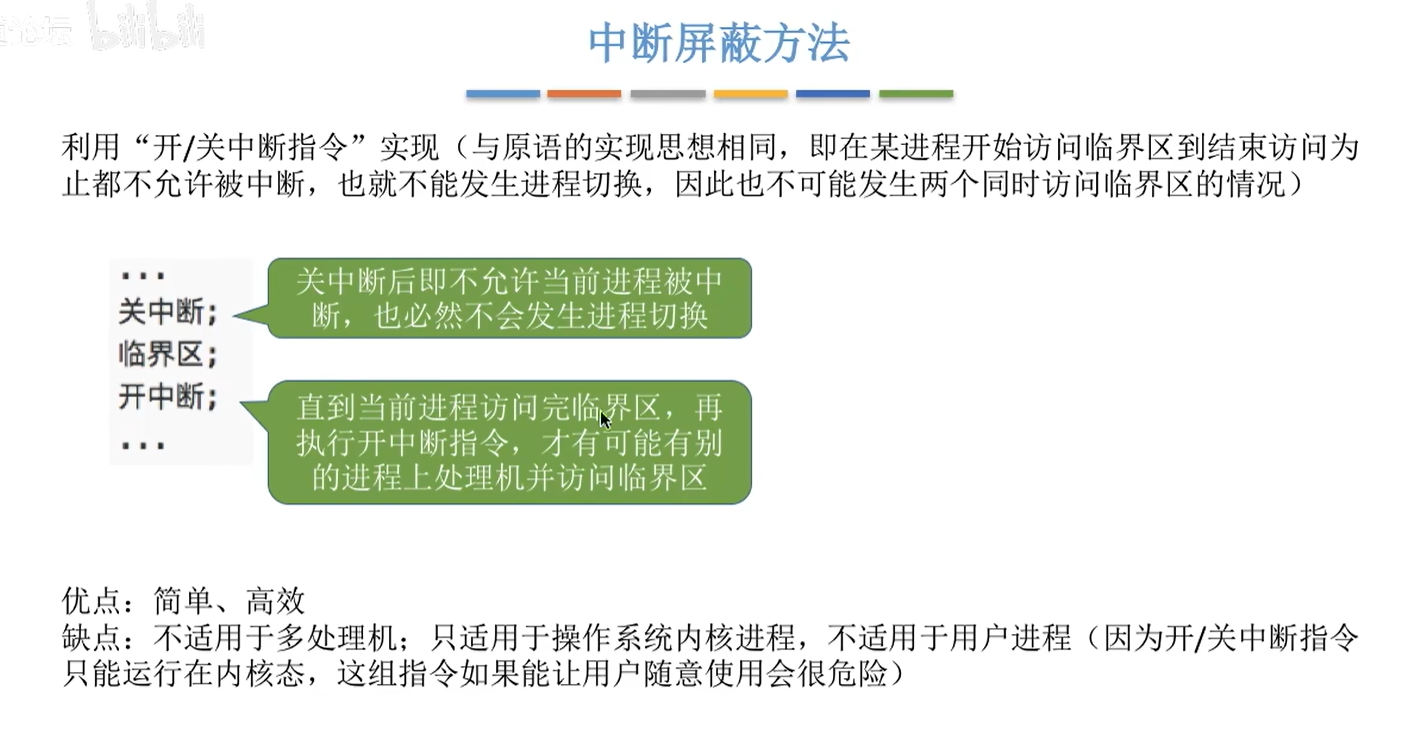 论坛 bilibili
中断屏蔽方法
利用“开/关中断指令”实现（与原语的实现思想相同，即在某进程开始访问临界区到结束访问为
止都不允许被中断，也就不能发生进程切换，因此也不可能发生两个同时访问临界区的情况）
...
关中断;
临界区;
开中断;
...
关中断后即不允许当前进程被中
断，也必然不会发生进程切换
直到当前进程访问完临界区，再
执行开中断指令，才有可能有别
的进程上处理机并访问临界区
优点：简单、高效
缺点：不适用于多处理机；只适用于操作系统内核进程，不适用于用户进程（因为开/关中断指令
只能运行在内核态，这组指令如果能让用户随意使用会很危险）